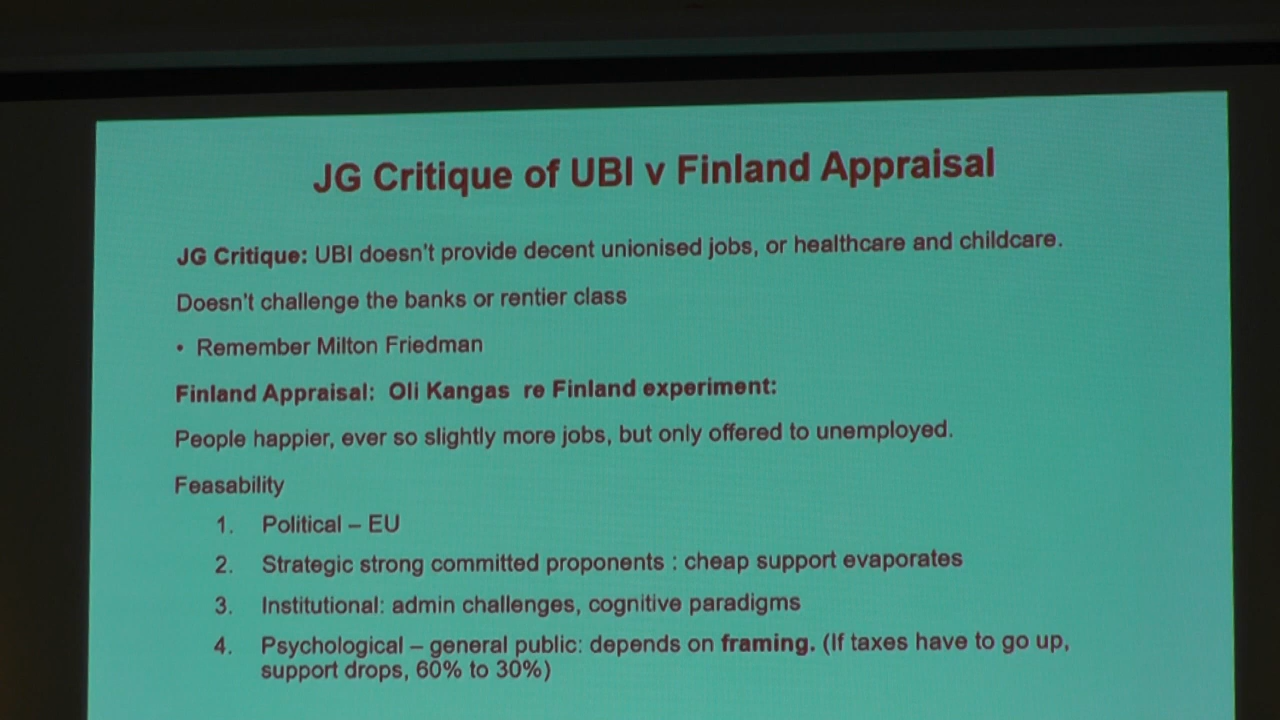 JG Critique of UBI v Finland Appraisal
JG Critique: UBI doesn't provide decent unionised jobs, or healthcare and childcare.
Doesn't challenge the banks or rentier class
• Remember Milton Friedman
Finland Appraisal: Oli Kangas re Finland experiment:
People happier, ever so slightly more jobs, but only offered to unemployed.
Feasability
1. Political – EU
2. Strategic strong committed proponents : cheap support evaporates
3. Institutional: admin challenges, cognitive paradigms
4. Psychological – general public: depends on framing. (If taxes have to go up,
support drops, 60% to 30%)